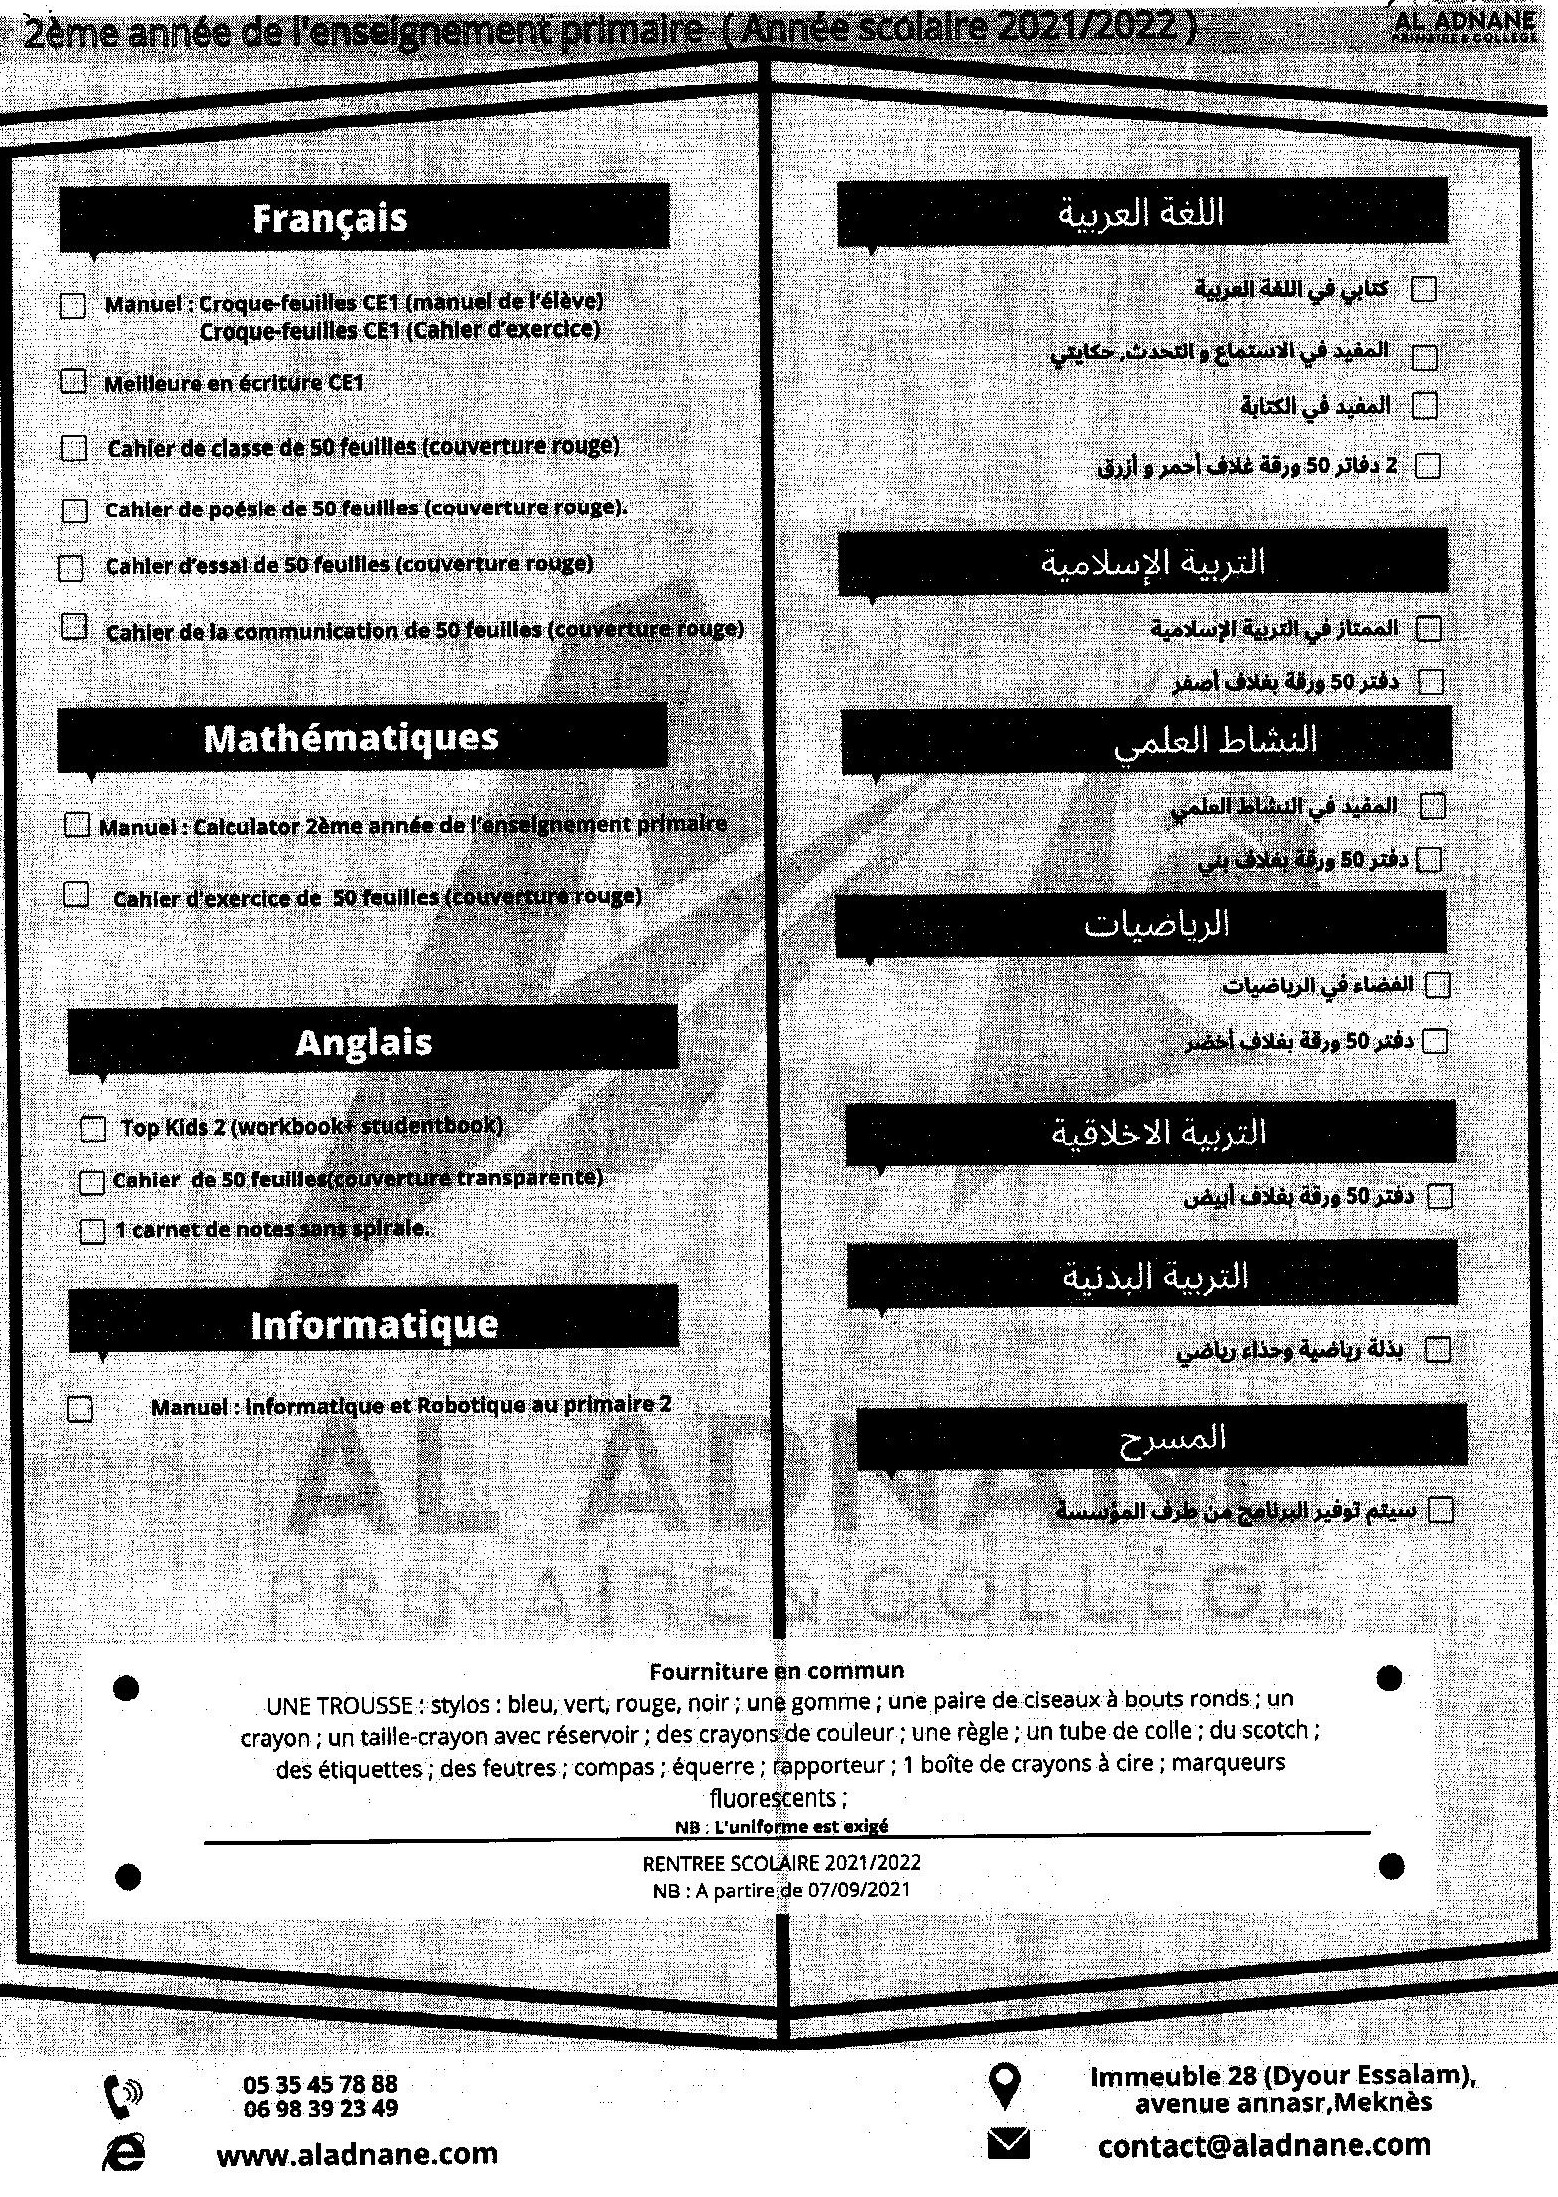 2ème année de l'enseignement primaire ( Année scolaire 2021/2022 )
AL ADNANE
PRIMAIRE & COLLEGE
Français
Manuel : Croque-feuilles CE1 (manuel de l'élève)
Croque-feuilles CE1 (Cahier d'exercice)
Meilleure en écriture CE1
Cahier de classe de 50 feuilles (couverture rouge)
Cahier de poésie de 50 feuilles (couverture rouge).
Cahier d'essai de 50 feuilles (couverture rouge)
Cahier de la communication de 50 feuilles (couverture rouge)
Mathématiques
Manuel : Calculator 2ème année de l'enseignement primaire
Cahier d'exercice de 50 feuilles (couverture rouge)
Anglais
Top Kids 2 (workbook+ studentbook)
Cahier de 50 feuilles(couverture transparente)
1 carnet de notes sans spirale.
Informatique
Manuel : Informatique et Robotique au primaire 2
اللغة العربية
كتابي في اللغة العربية
المفيد في الاستماع و التحدث, حكايتي
المفيد في الكتابة
2 دفاتر 50 ورقة غلاف أحمر و أزرق
التربية الإسلامية
الممتاز في التربية الإسلامية
دفتر 50 ورقة بغلاف أصفر
النشاط العلمي
المفيد في النشاط العلمي
دفتر 50 ورقة بغلاف بني
الرياضيات
الفضاء في الرياضيات
دفتر 50 ورقة بغلاف أخضر
التربية الاخلاقية
دفتر 50 ورقة بغلاف أبيض
التربية البدنية
بذلة رياضية وحذاء رياضي
المسرح
سيتم توفير البرنامج من طرف المؤسسة
AL ADNANE
PRIMAIRE & COLLEGE
Fourniture en commun
UNE TROUSSE : stylos : bleu, vert, rouge, noir ; une gomme ; une paire de ciseaux à bouts ronds ; un
crayon ; un taille-crayon avec réservoir ; des crayons de couleur ; une règle ; un tube de colle ; du scotch ;
des étiquettes ; des feutres ; compas ; équerre ; rapporteur ; 1 boîte de crayons à cire ; marqueurs
fluorescents ;
NB : L'uniforme est exigé
RENTREE SCOLAIRE 2021/2022
NB : A partire de 07/09/2021
05 35 45 78 88
06 98 39 23 49
www.aladnane.com
Immeuble 28 (Dyour Essalam),
avenue annasr,Meknès
contact@aladnane.com